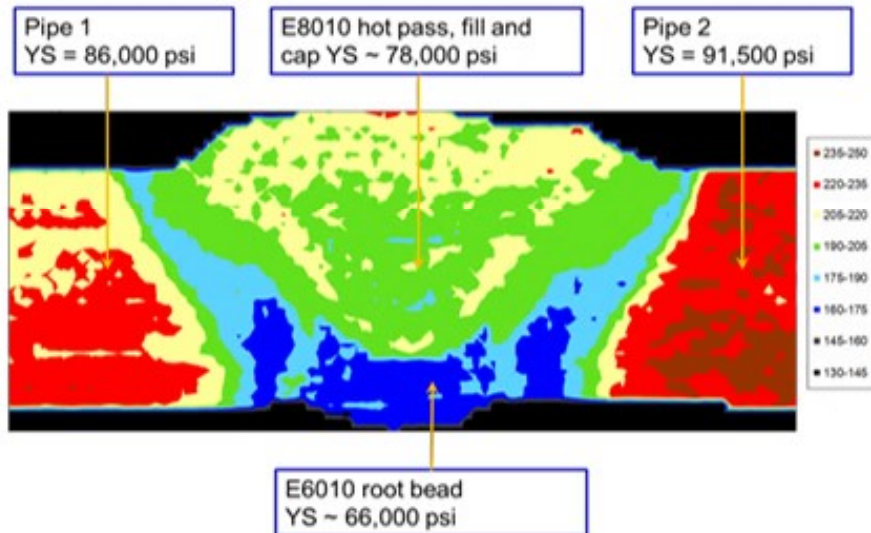 Pipe 1
YS = 86,000 psi
E8010 hot pass, fill and
cap YS ~ 78,000 psi
Pipe 2
YS = 91,500 psi
235-250
220-235
205-220
190-205
175-190
160-175
145-160
130-145
E6010 root bead
YS ~ 66,000 psi